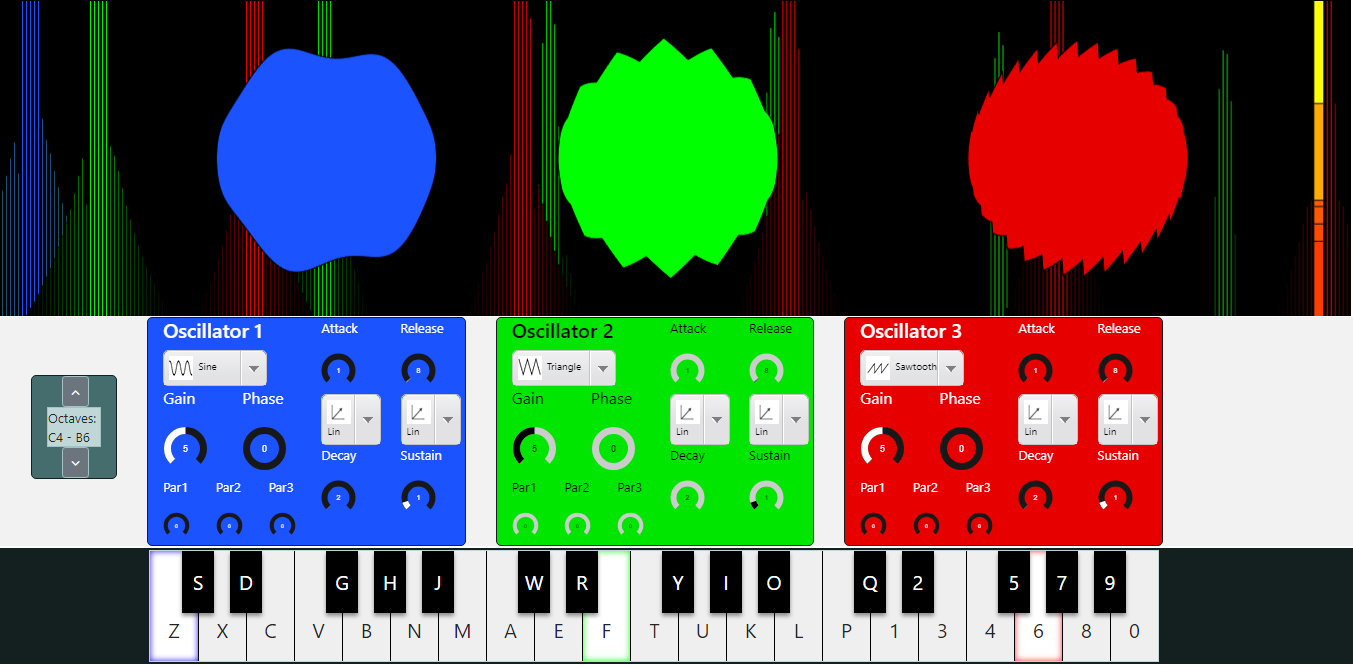 Oscillator 1
Attack
Release
Sine
1
8
Gain
Phase
Lin
Lin
5
0
Decay
Sustain
Par1
Par2
Par3
2
1
0
0
0
Oscillator 2
Attack
Release
Triangle
1
8
Gain
Phase
Lin
Lin
5
0
Decay
Sustain
Par1
Par2
Par3
2
1
0
0
0
Oscillator 3
Attack
Release
Sawtooth
1
8
Gain
Phase
Lin
Lin
5
0
Decay
Sustain
Par1
Par2
Par3
2
1
0
0
0
Octaves:
C4 - B6
S D G H J W R Y I O Q 2 5 7 9
Z X C V B N M A E F T U K L P 1 3 4 6 8 0